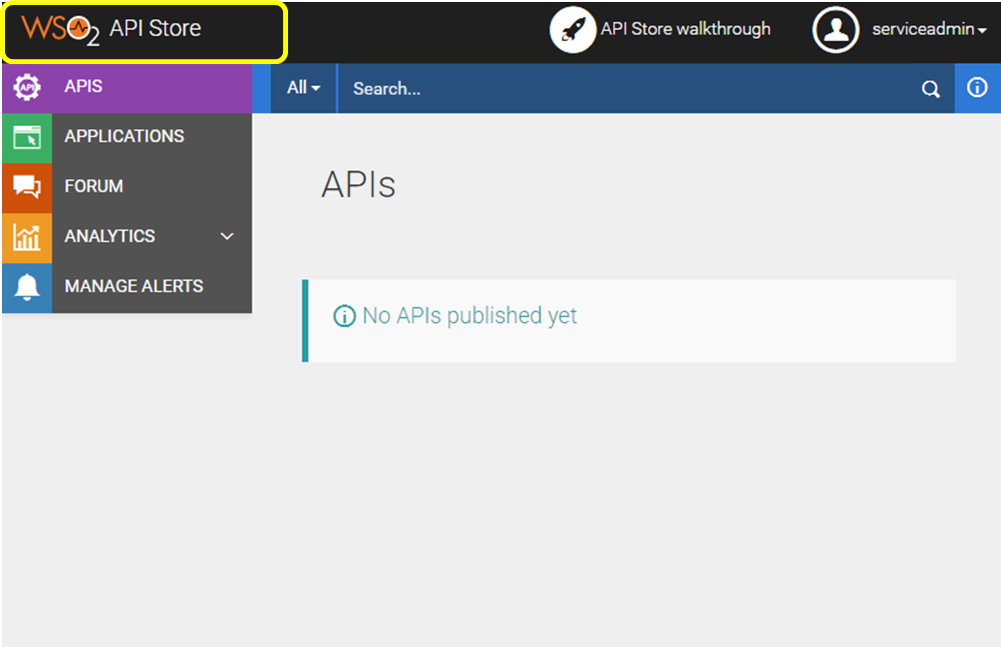 WSO2 API Store
API Store walkthrough
serviceadmin
API APIS
All
Search...
APPLICATIONS
FORUM
ANALYTICS
MANAGE ALERTS
APIs
No APIs published yet